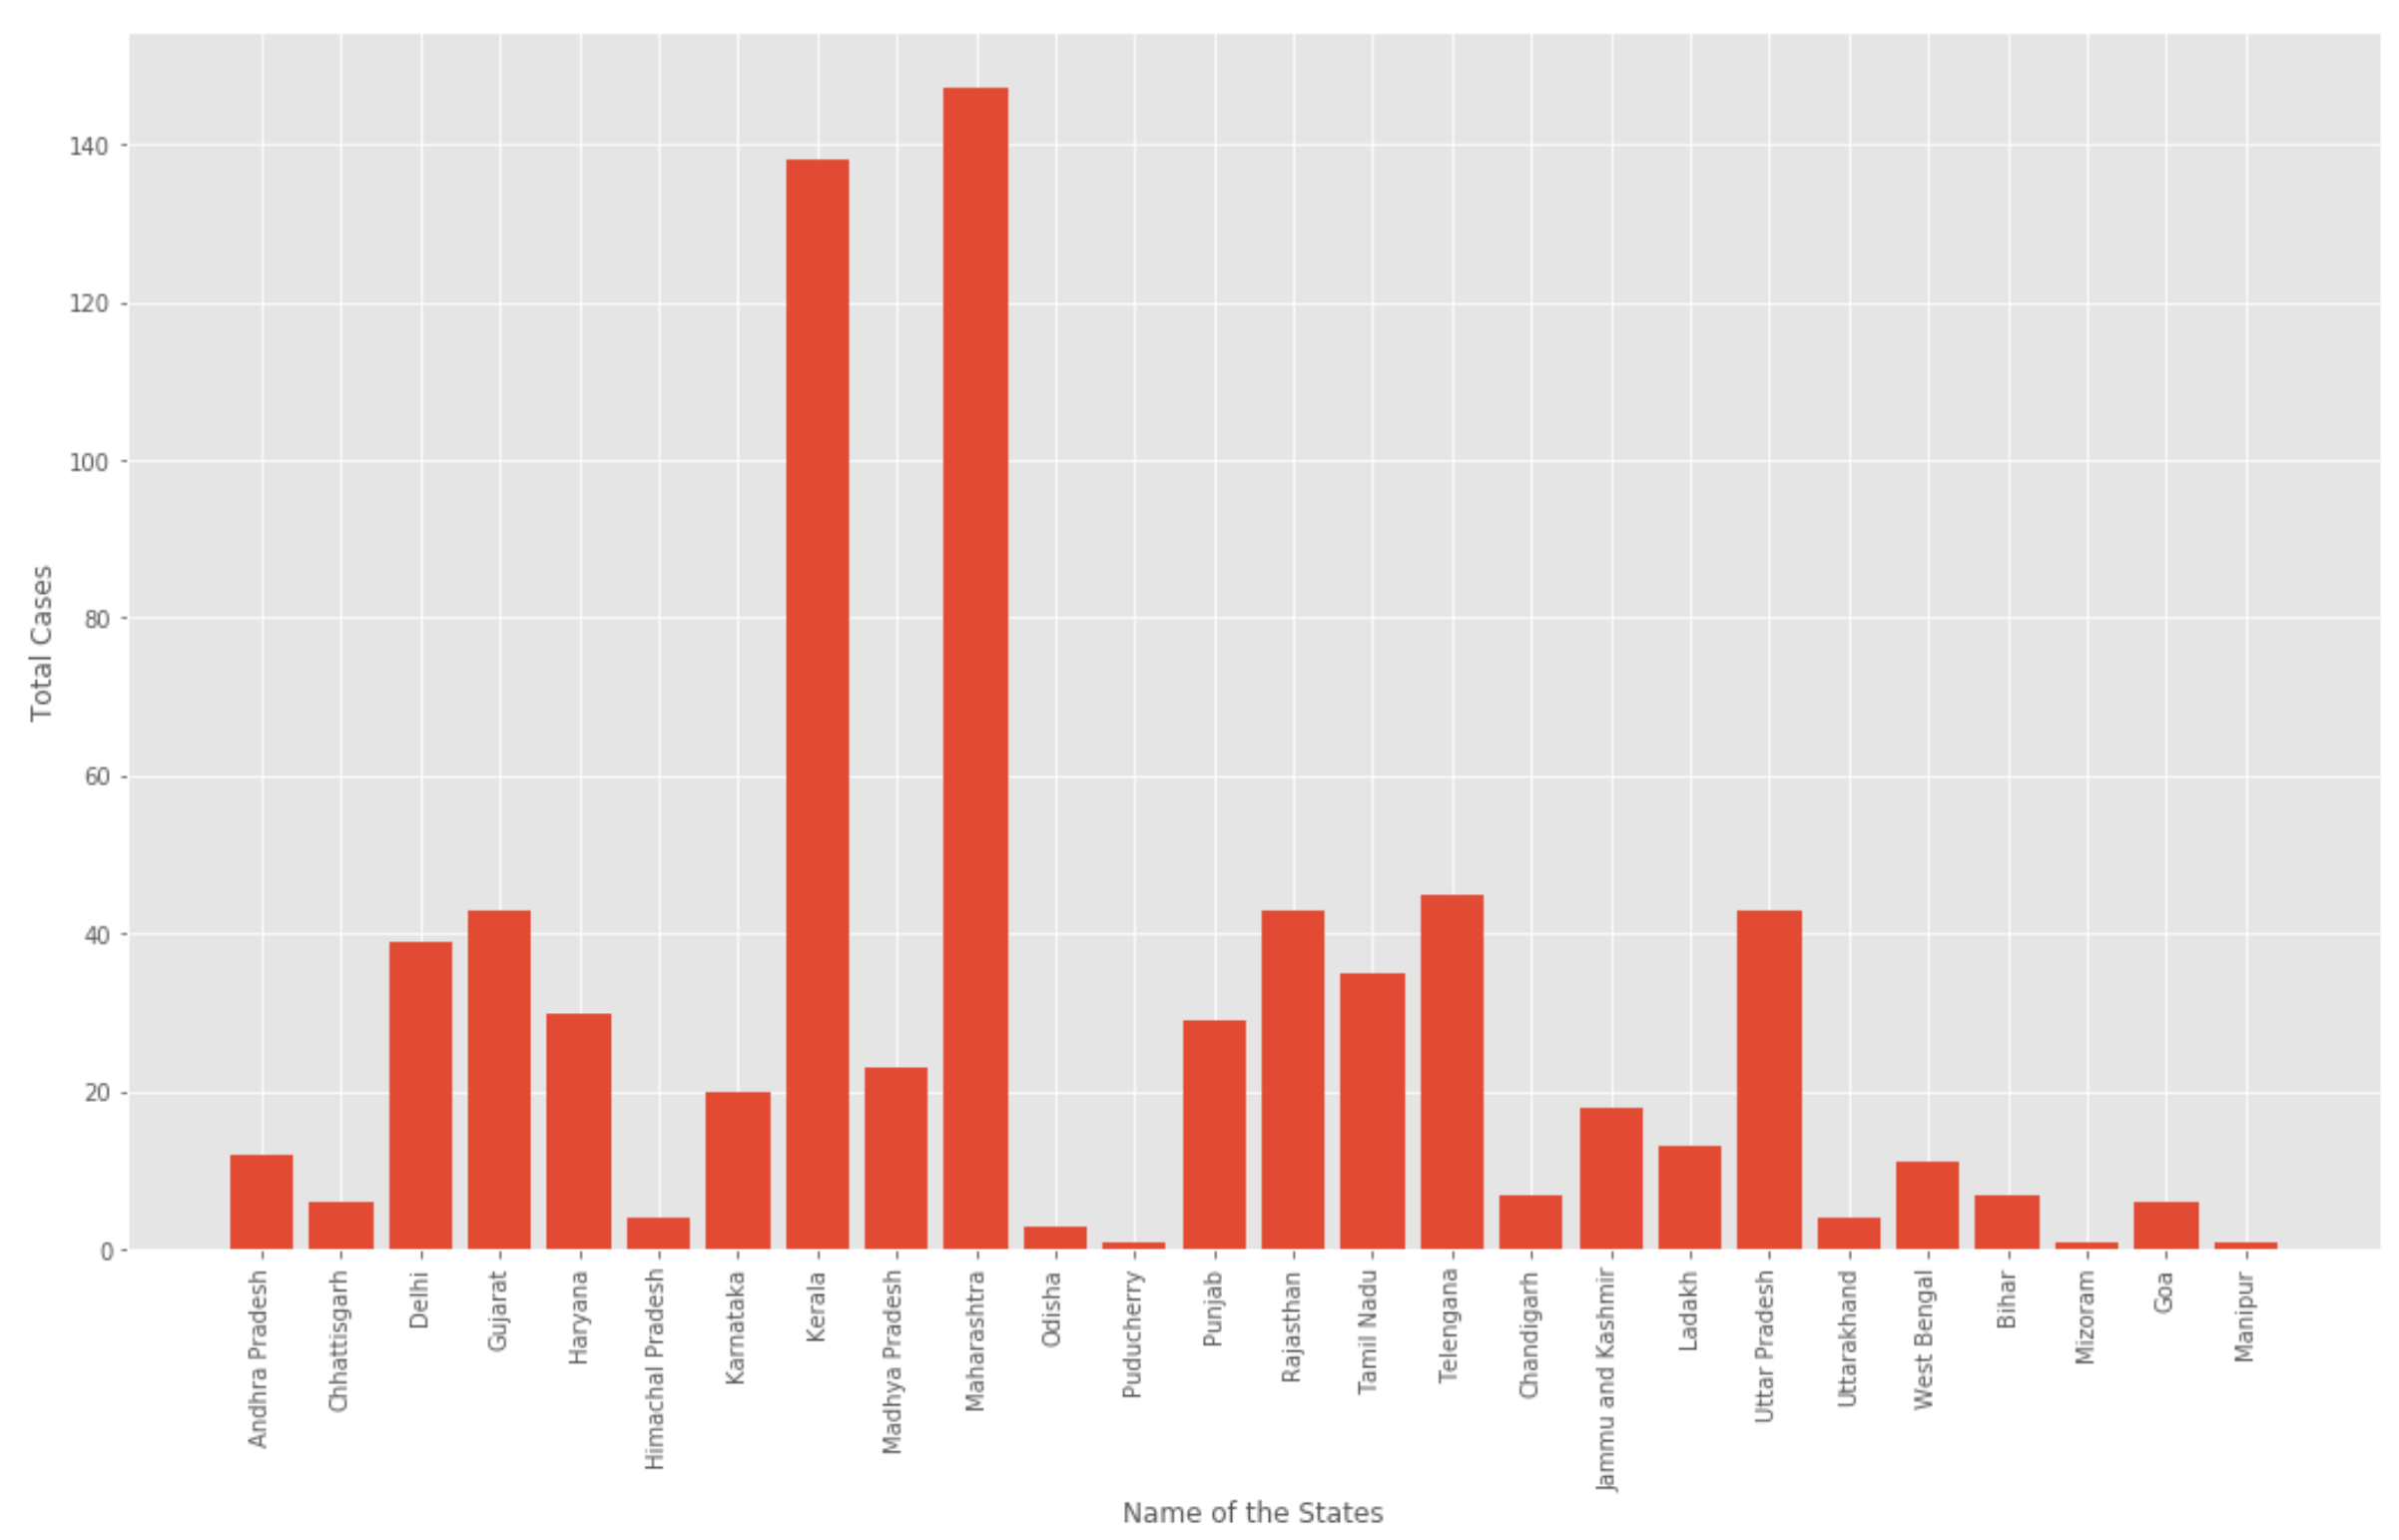 140
120
100
80
60
40
20
0
Total Cases
Andhra Pradesh
Chhattisgarh
Delhi
Gujarat
Haryana
Himachal Pradesh
Karnataka
Kerala
Madhya Pradesh
Maharashtra
Odisha
Puducherry
Punjab
Rajasthan
Tamil Nadu
Telengana
Chandigarh
Jammu and Kashmir
Ladakh
Uttar Pradesh
Uttarakhand
West Bengal
Bihar
Mizoram
Goa
Manipur
Name of the States